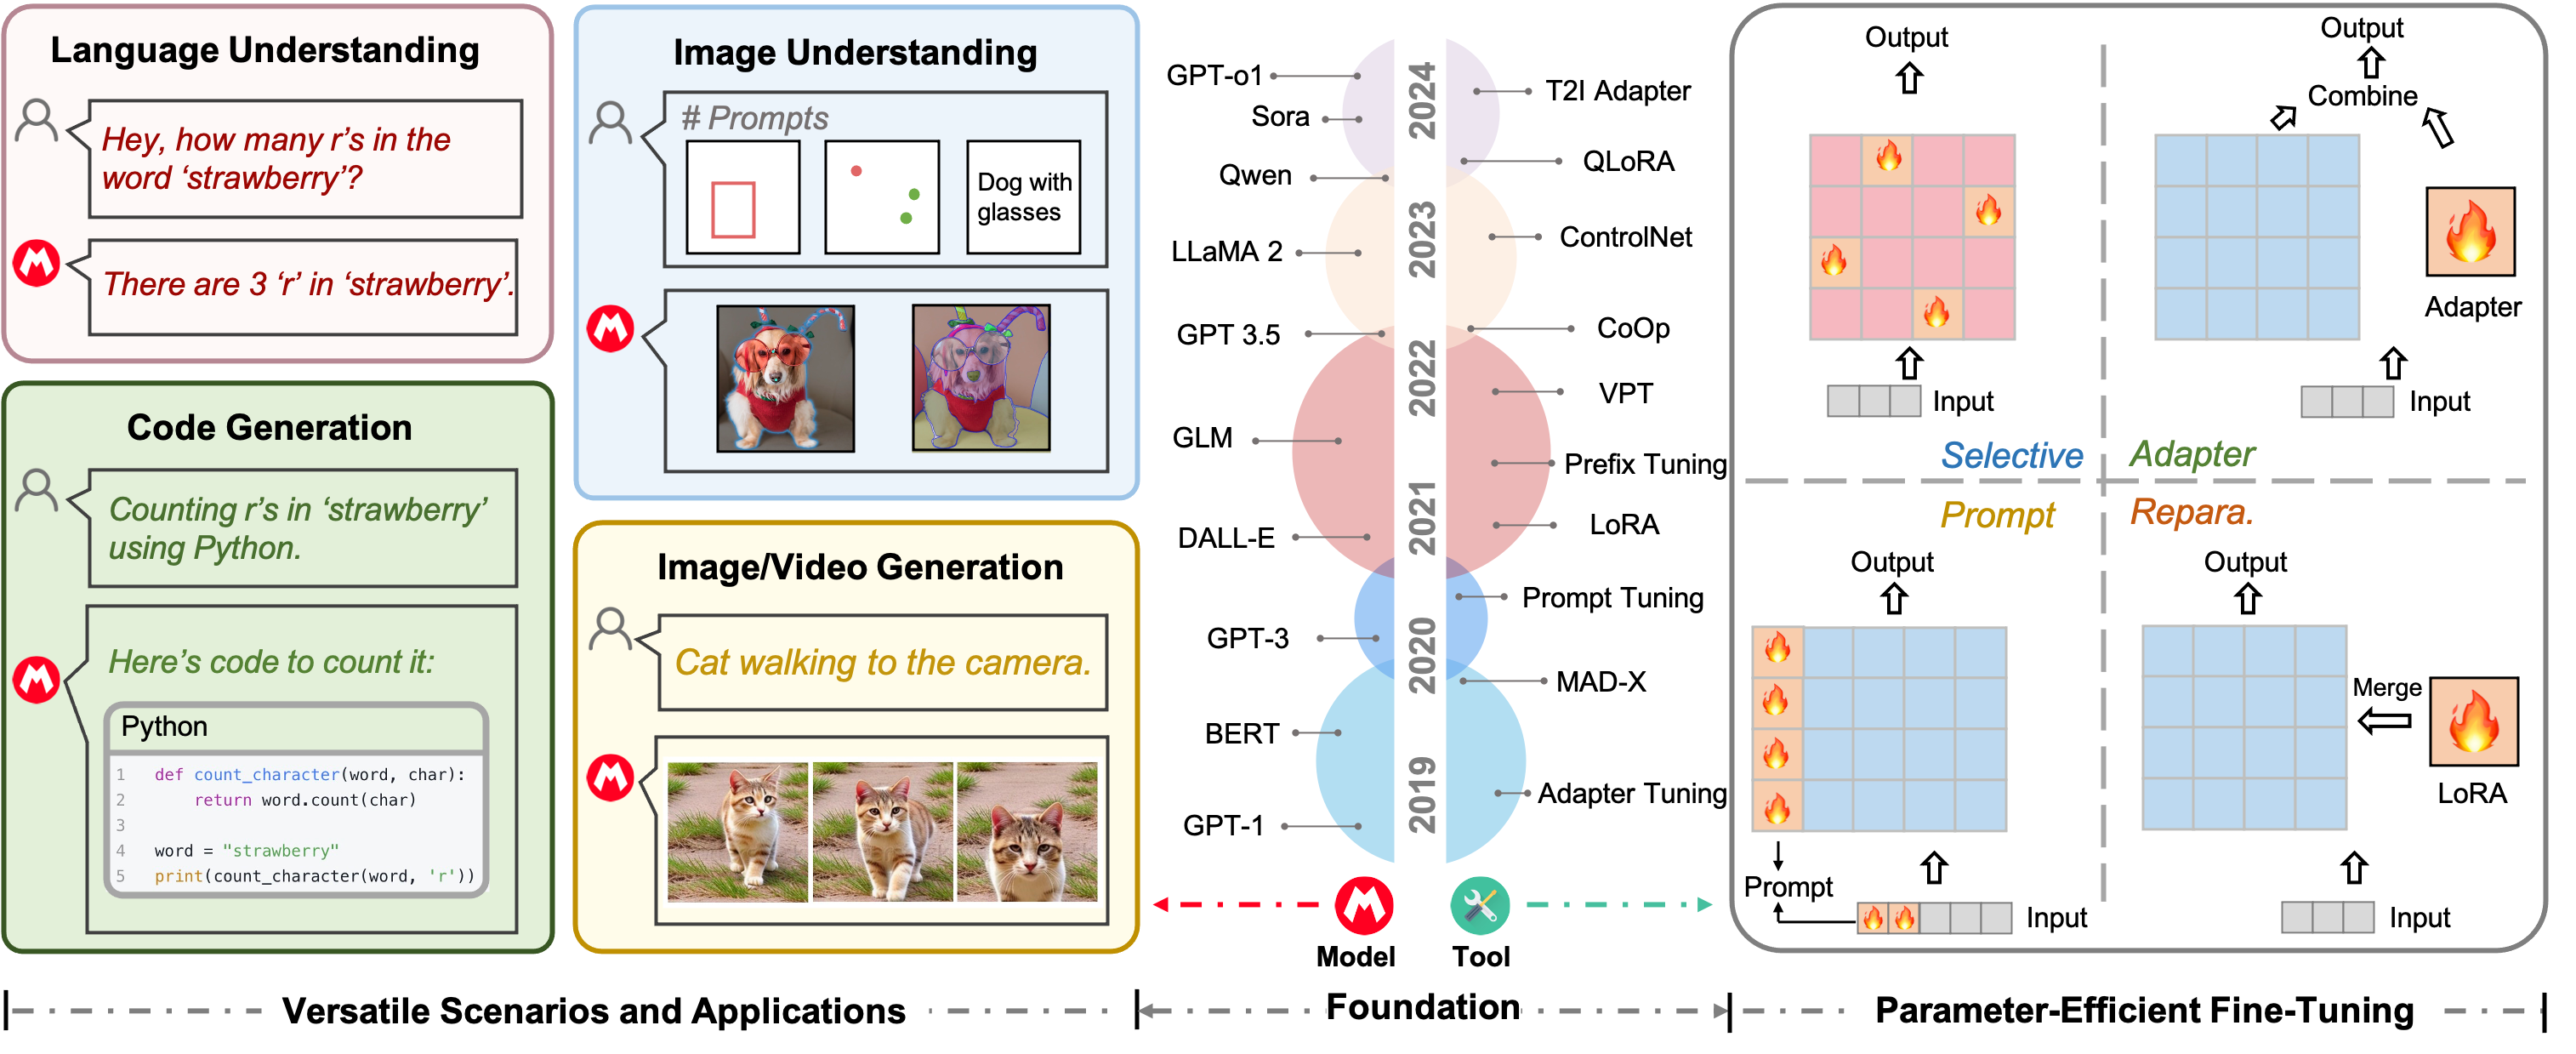 Language Understanding
Hey, how many r's in the
word ‘strawberry’?
There are 3 ‘r’ in ‘strawberry’.
Code Generation
Counting r's in ‘strawberry’
using Python.
Here's code to count it:
Python
1 def count_character(word, char):
2 return word.count(char)
3
4 word = "strawberry"
5 print(count_character(word, 'r'))
Image Understanding
# Prompts
Dog with
glasses
Image/Video Generation
Cat walking to the camera.
GPT-o1
Sora
Qwen
LLaMA 2
GPT 3.5
GLM
DALL-E
GPT-3
BERT
GPT-1
2024
2023
2022
2021
2020
2019
T2I Adapter
QLoRA
ControlNet
CoOp
VPT
Prefix Tuning
LoRA
Prompt Tuning
MAD-X
Adapter Tuning
Model
Tool
Output
Input
Selective
Output
Combine
Adapter
Input
Adapter
Prompt
Output
Prompt
Input
Repara.
Output
Merge
LoRA
Input
Versatile Scenarios and Applications
Foundation
Parameter-Efficient Fine-Tuning